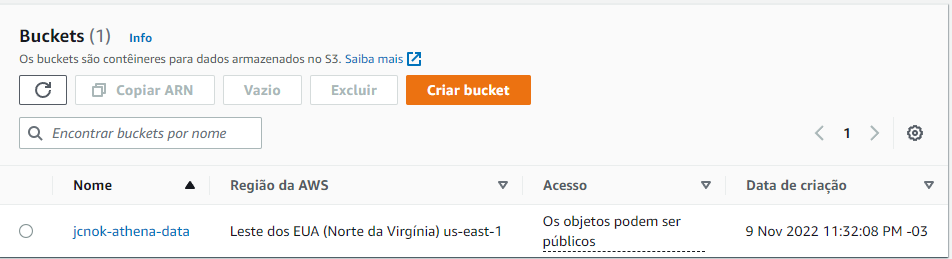 Buckets (1) Info
Os buckets são contêineres para dados armazenados no S3. Saiba mais
Copiar ARN Vazio Excluir Criar bucket
Encontrar buckets por nome 1
Nome Região da AWS Acesso Data de criação
jcnok-athena-data Leste dos EUA (Norte da Virgínia) us-east-1 Os objetos podem ser 9 Nov 2022 11:32:08 PM -03
públicos